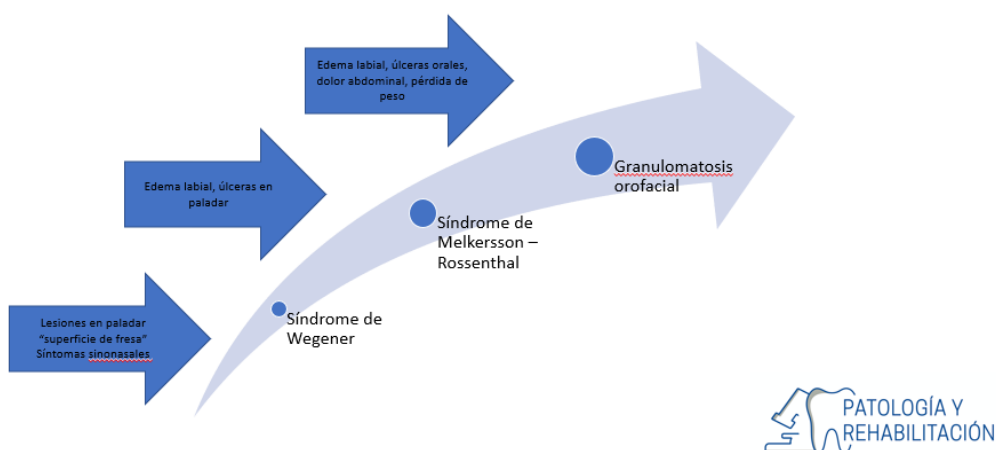 Edema labial, úlceras orales,
dolor abdominal, pérdida de
peso
Granulomatosis
orofacial
Edema labial, úlceras en
paladar
Síndrome de
Melkersson –
Rossenthal
Lesiones en paladar
“superficie de fresa”
Síntomas sinonasales
Síndrome de
Wegener
PATOLOGÍA Y
REHABILITACIÓN